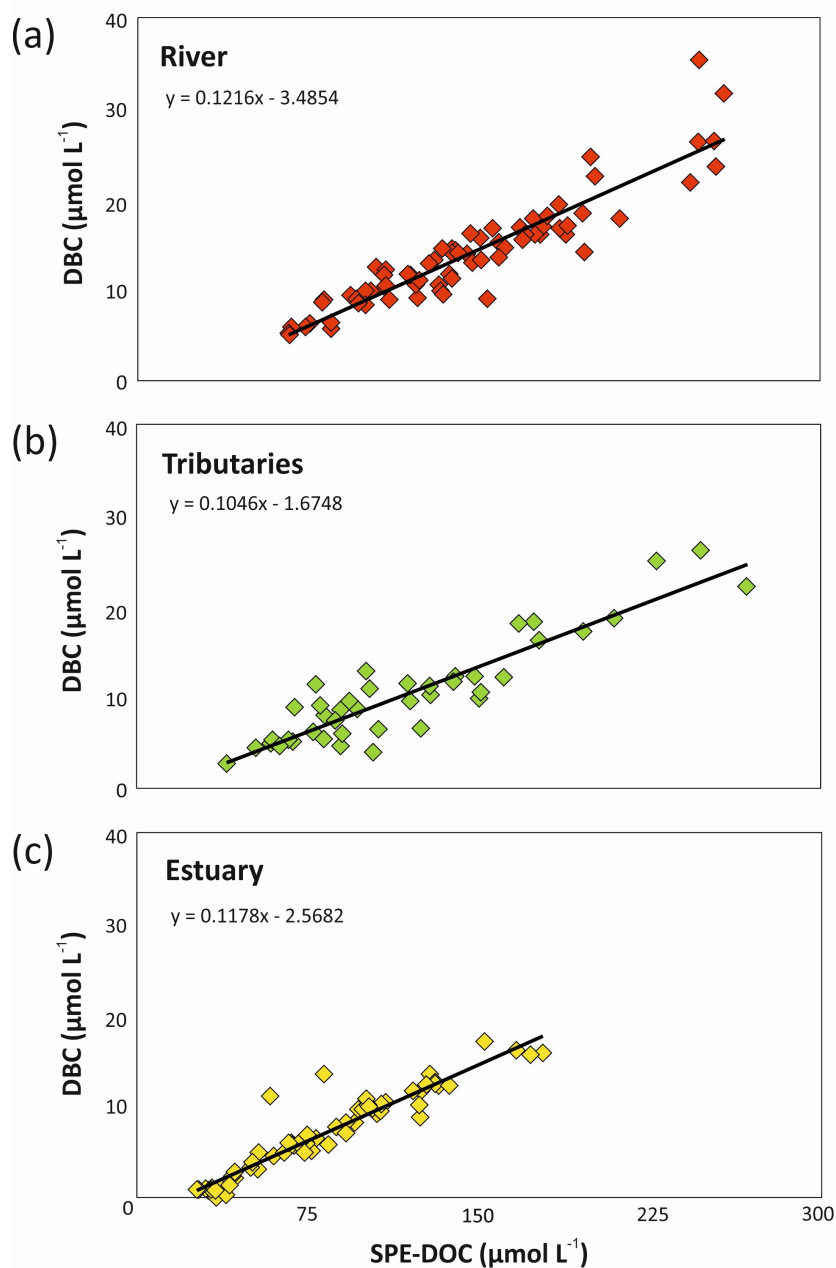 (a)
River
y = 0.1216x - 3.4854
DBC (µmol L⁻¹)
40
30
20
10
0
(b)
Tributaries
y = 0.1046x - 1.6748
DBC (µmol L⁻¹)
40
30
20
10
0
(c)
Estuary
y = 0.1178x - 2.5682
DBC (µmol L⁻¹)
40
30
20
10
0
75 150 225 300
SPE-DOC (µmol L⁻¹)